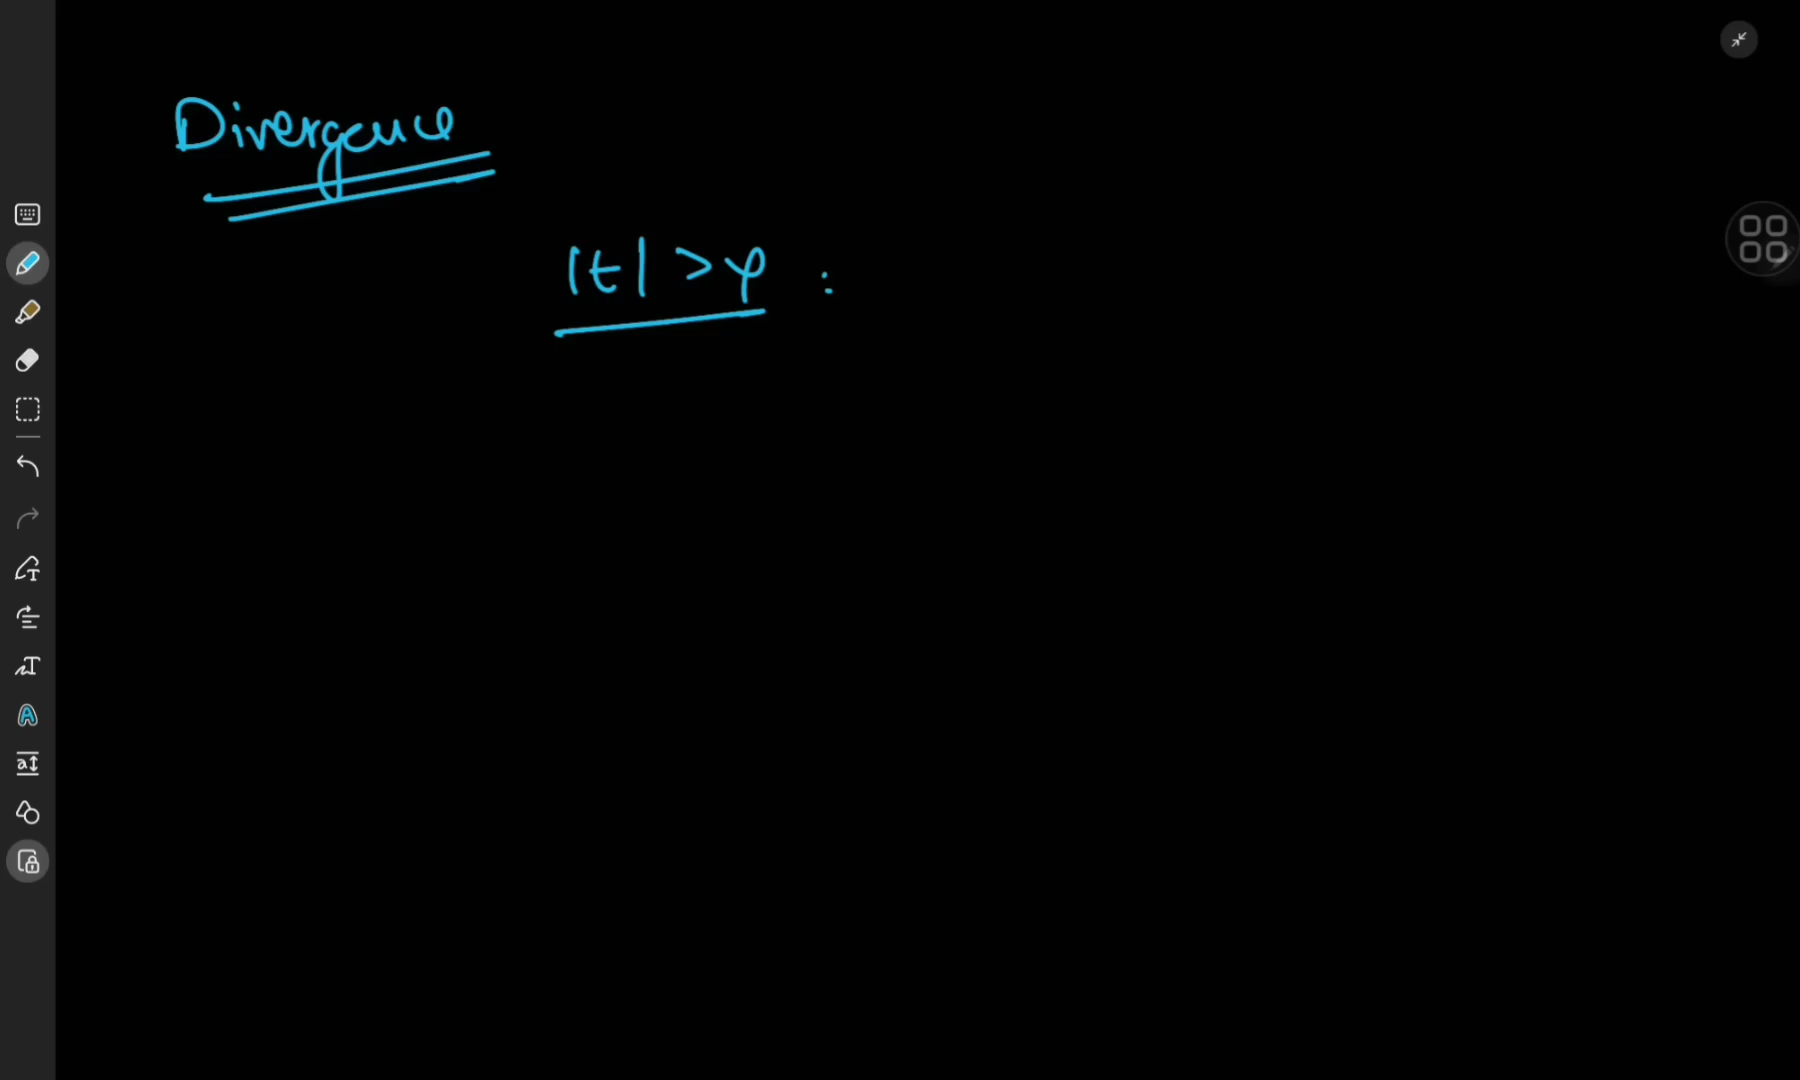 Divergence
|t| > φ :